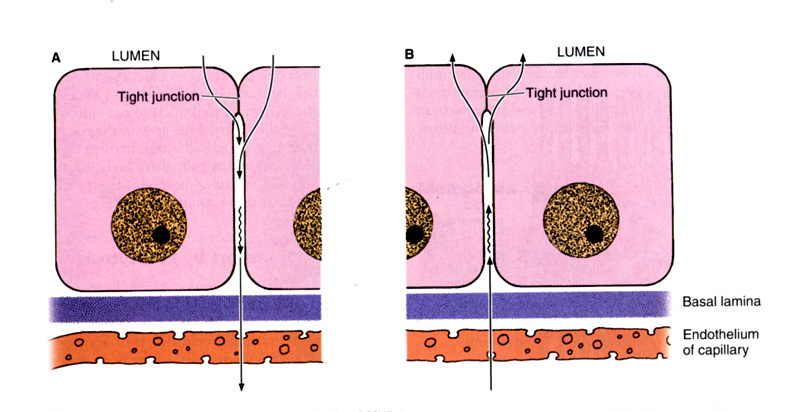 A
LUMEN
Tight junction
B
LUMEN
Tight junction
Basal lamina
Endothelium
of capillary